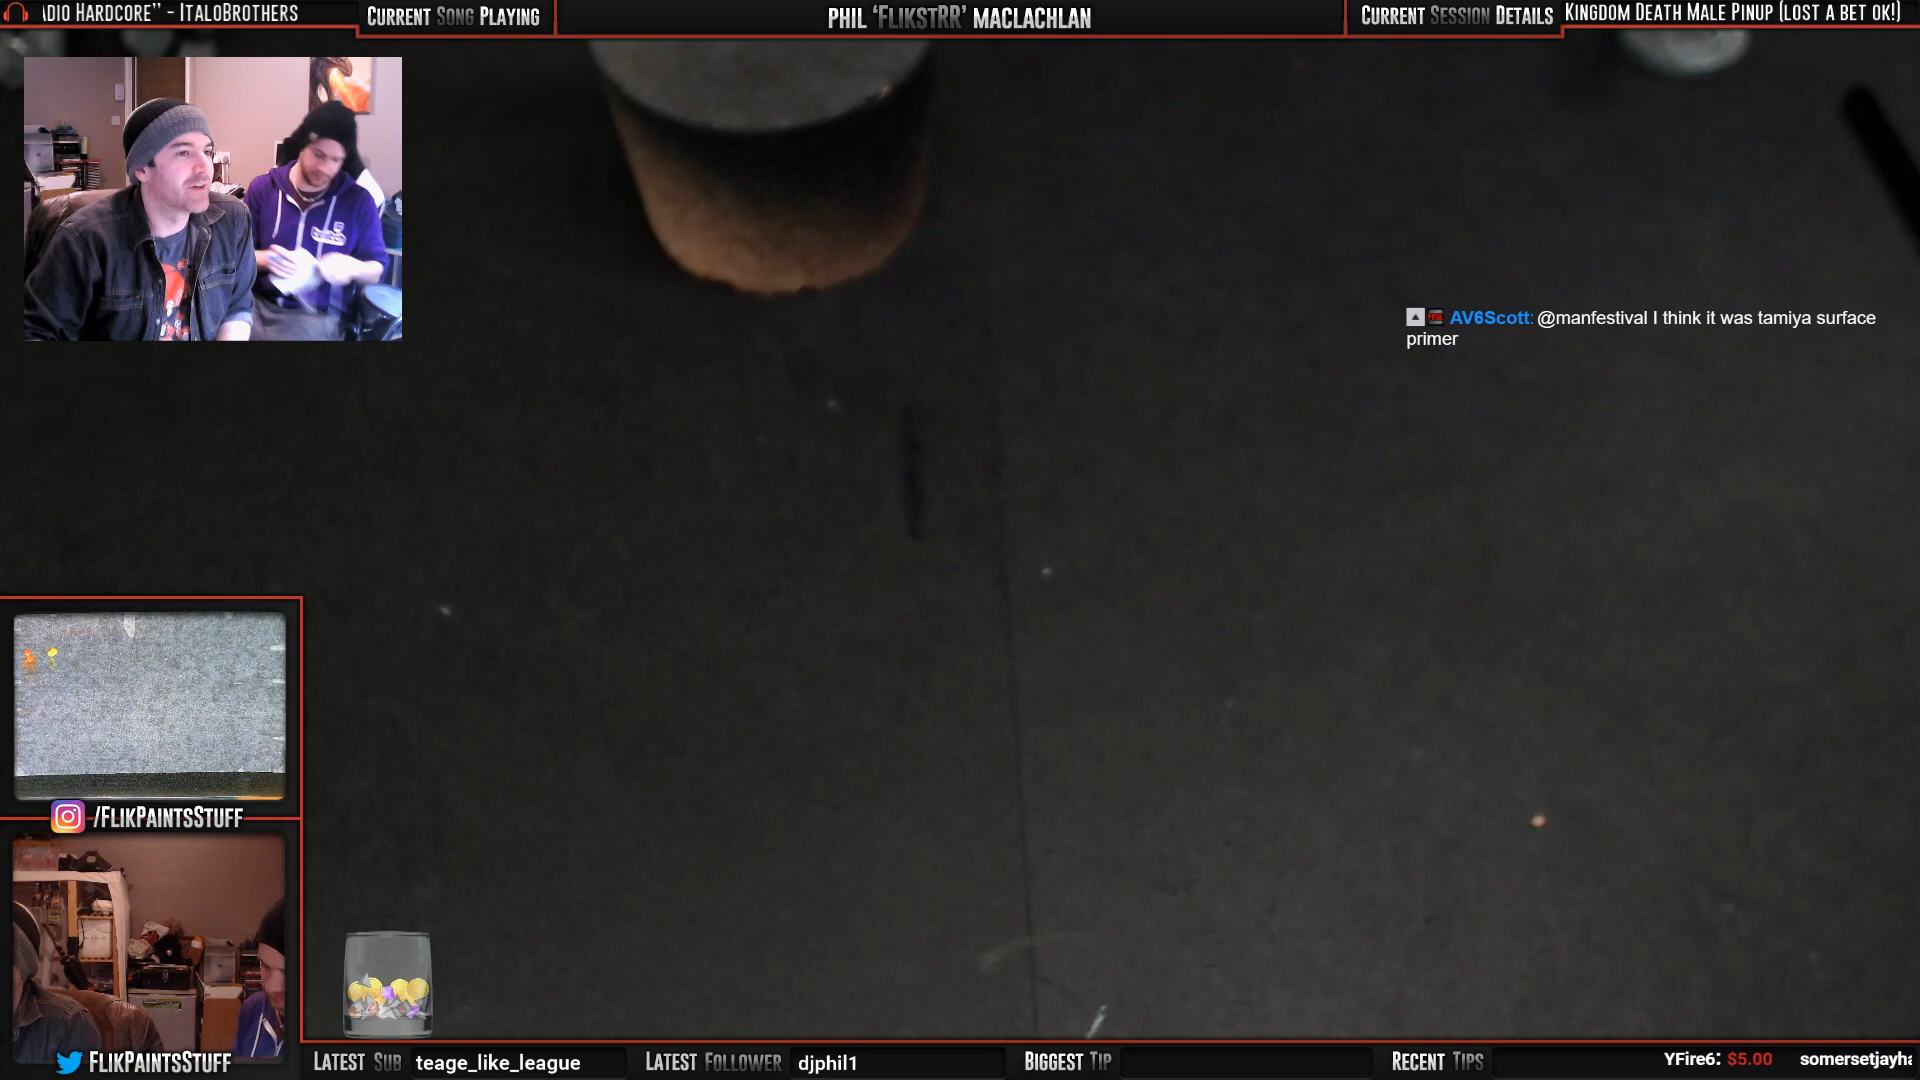 ADIO HARDCORE" - ITALOBROTHERS
CURRENT SONG PLAYING
PHIL 'FLIKSTRR' MACLACHLAN
CURRENT SESSION DETAILS
KINGDOM DEATH MALE PINUP (LOST A BET OK!)
AV6Scott: @manfestival I think it was tamiya surface
primer
/FLIKPAINTSSTUFF
FLIKPAINTSSTUFF
LATEST SUB teage_like_league
LATEST FOLLOWER djphil1
BIGGEST TIP
RECENT TIPS
YFire6: $5.00 somersetjayha